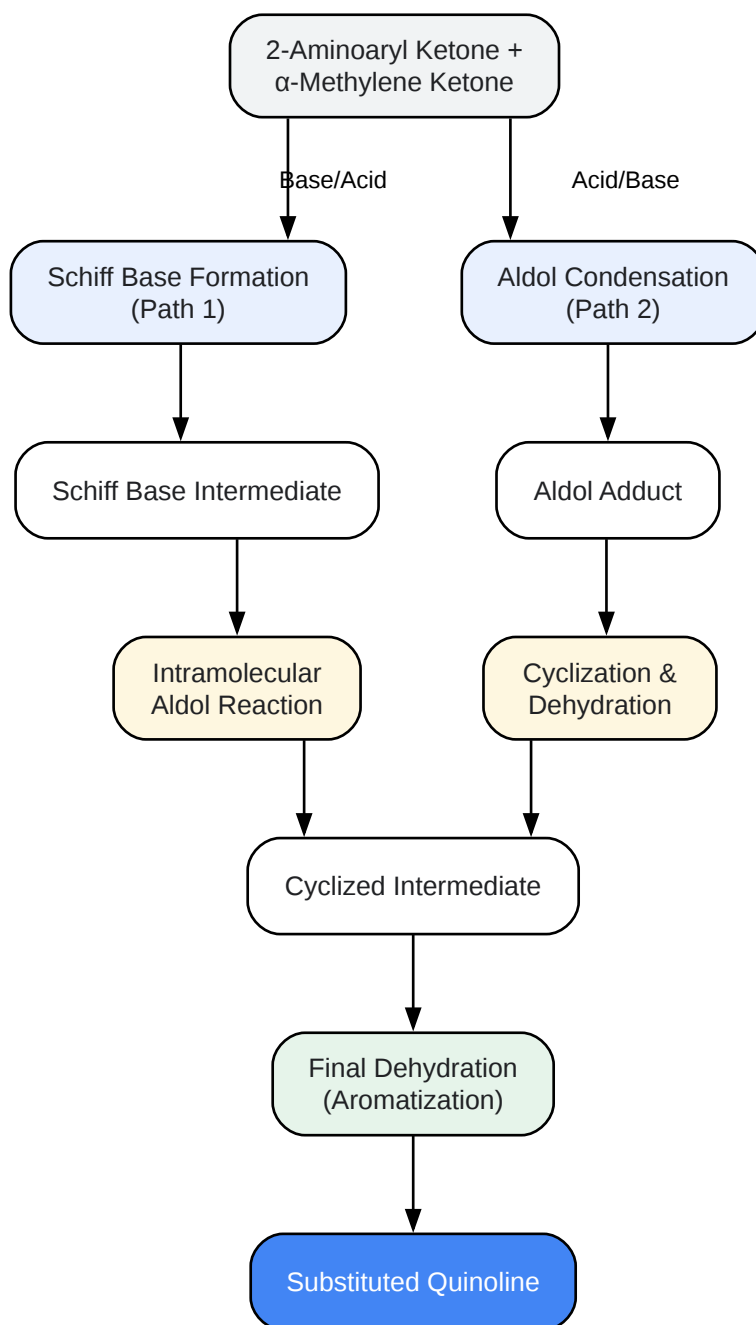 2-Aminoaryl Ketone +
α-Methylene Ketone
Base/Acid
Acid/Base
Schiff Base Formation
(Path 1)
Aldol Condensation
(Path 2)
Schiff Base Intermediate
Aldol Adduct
Intramolecular
Aldol Reaction
Cyclization &
Dehydration
Cyclized Intermediate
Final Dehydration
(Aromatization)
Substituted Quinoline